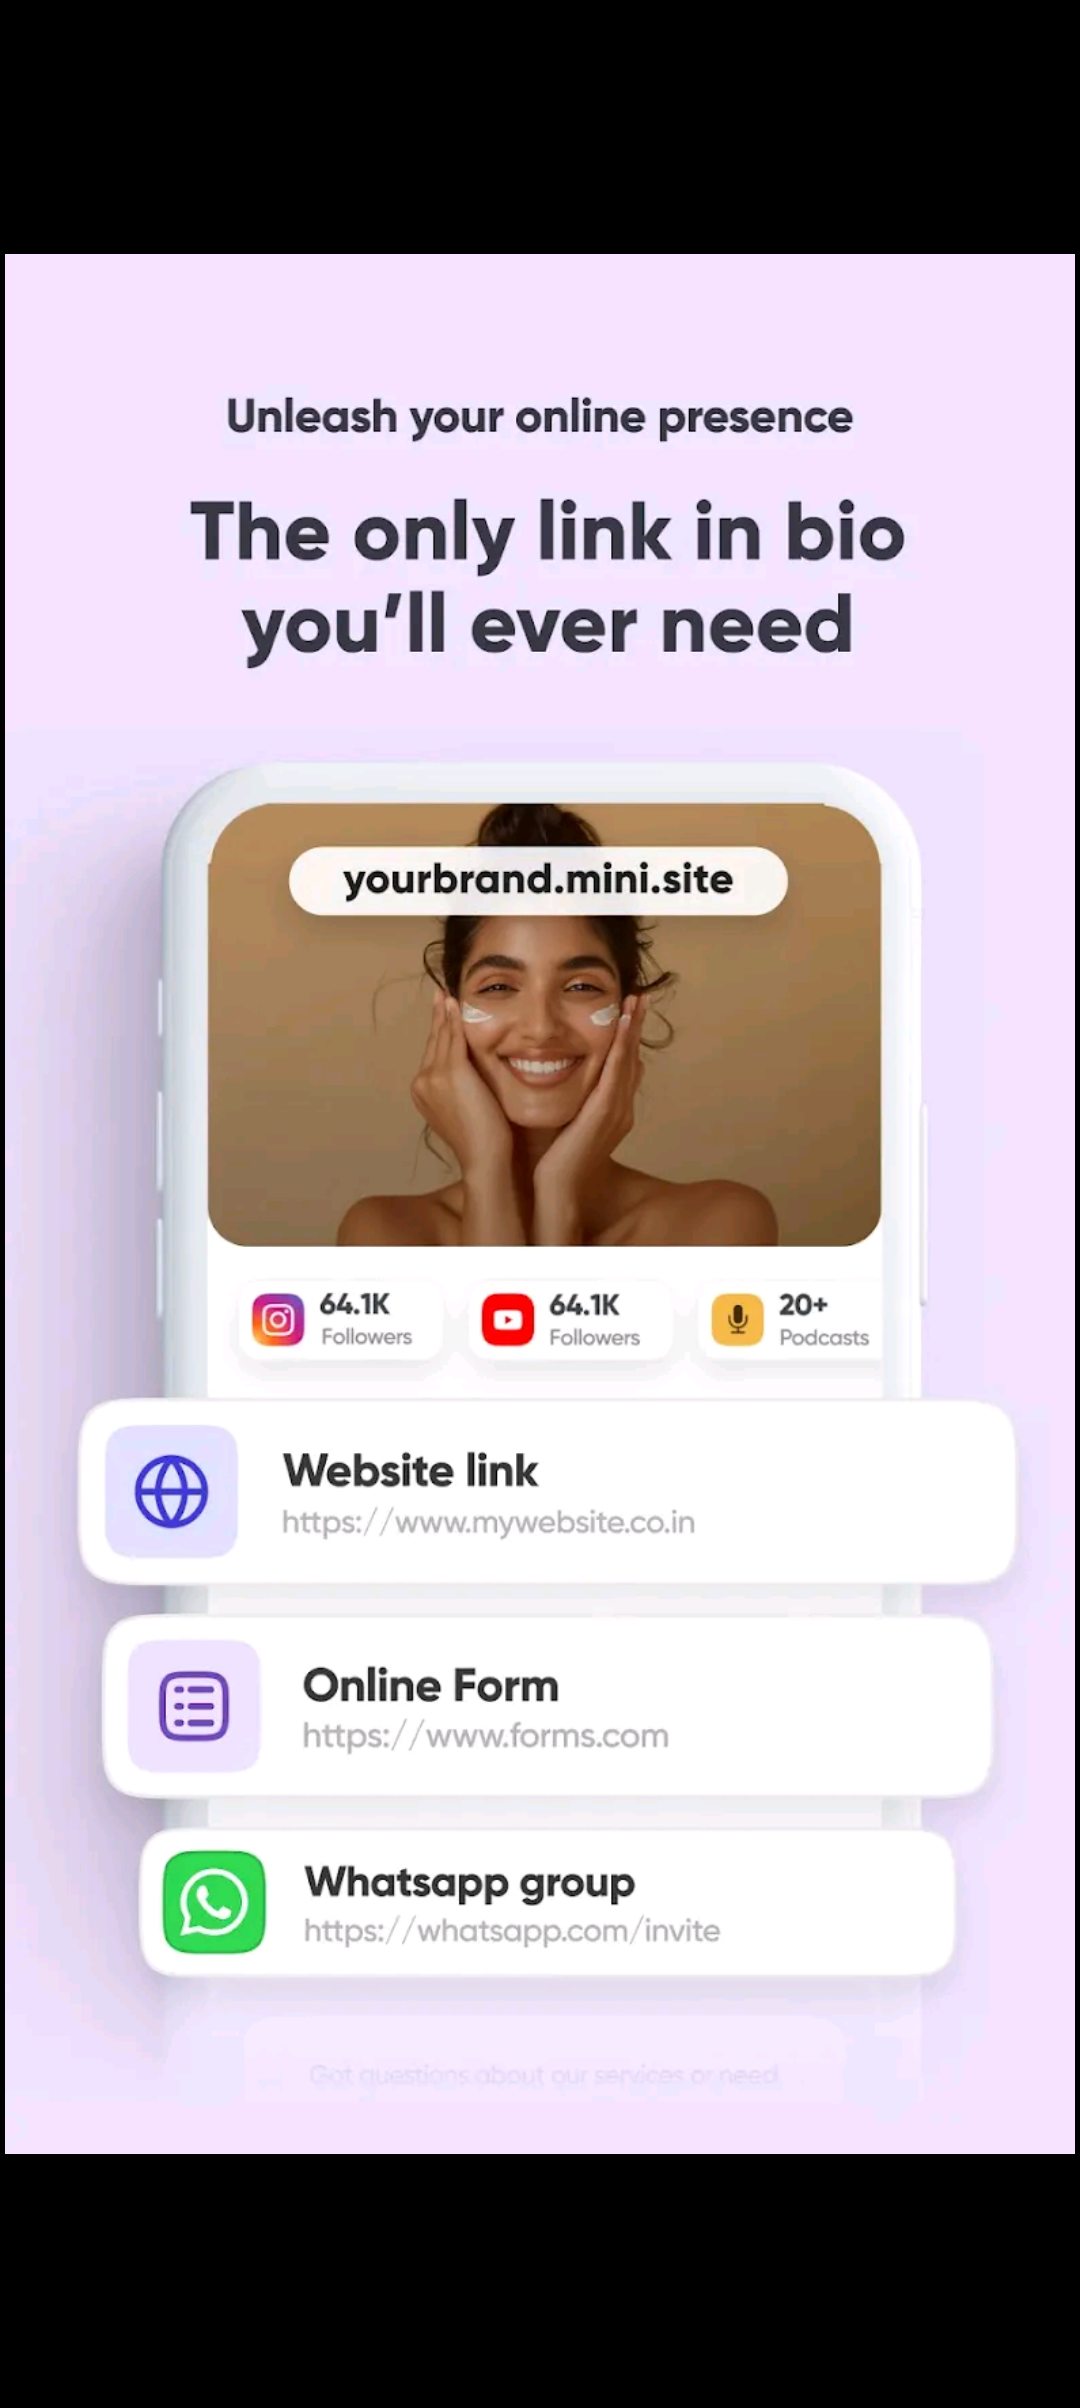 Unleash your online presence
The only link in bio
you’ll ever need
yourbrand.mini.site
64.1K
Followers
64.1K
Followers
20+
Podcasts
Website link
https://www.mywebsite.co.in
Online Form
https://www.forms.com
Whatsapp group
https://whatsapp.com/invite
Got questions about our services or need